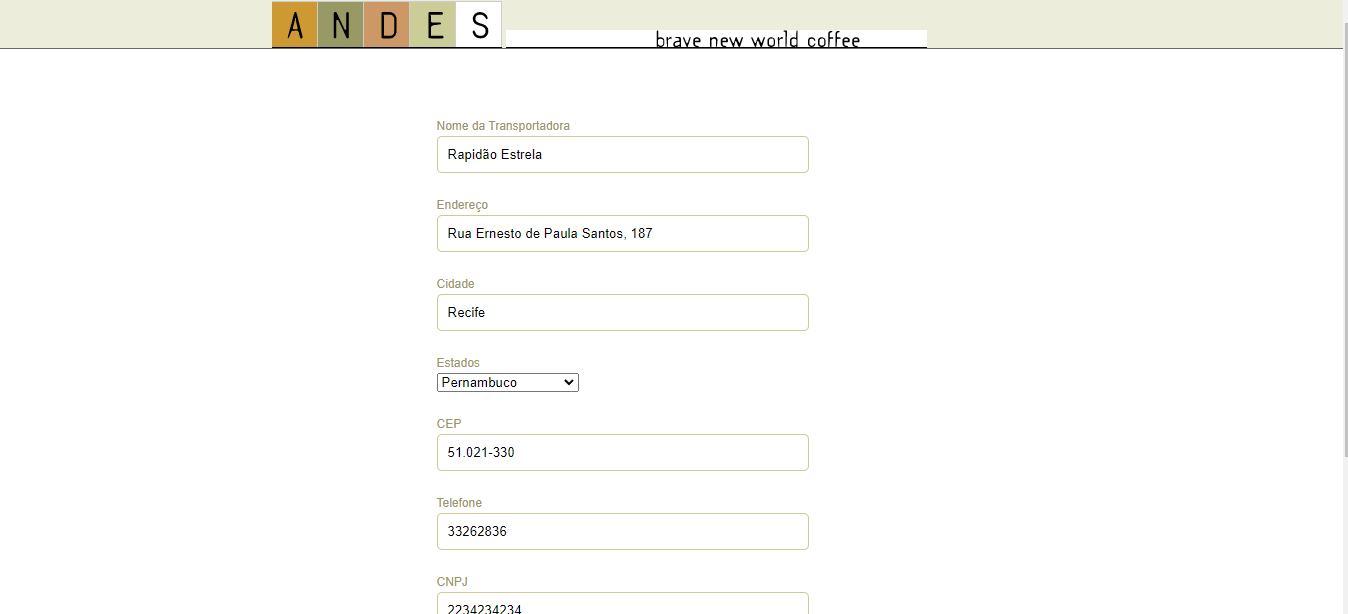 ANDES
brave new world coffee
Nome da Transportadora
Rapidão Estrela
Endereço
Rua Ernesto de Paula Santos, 187
Cidade
Recife
Estados
Pernambuco
CEP
51.021-330
Telefone
33262836
CNPJ
2234234234